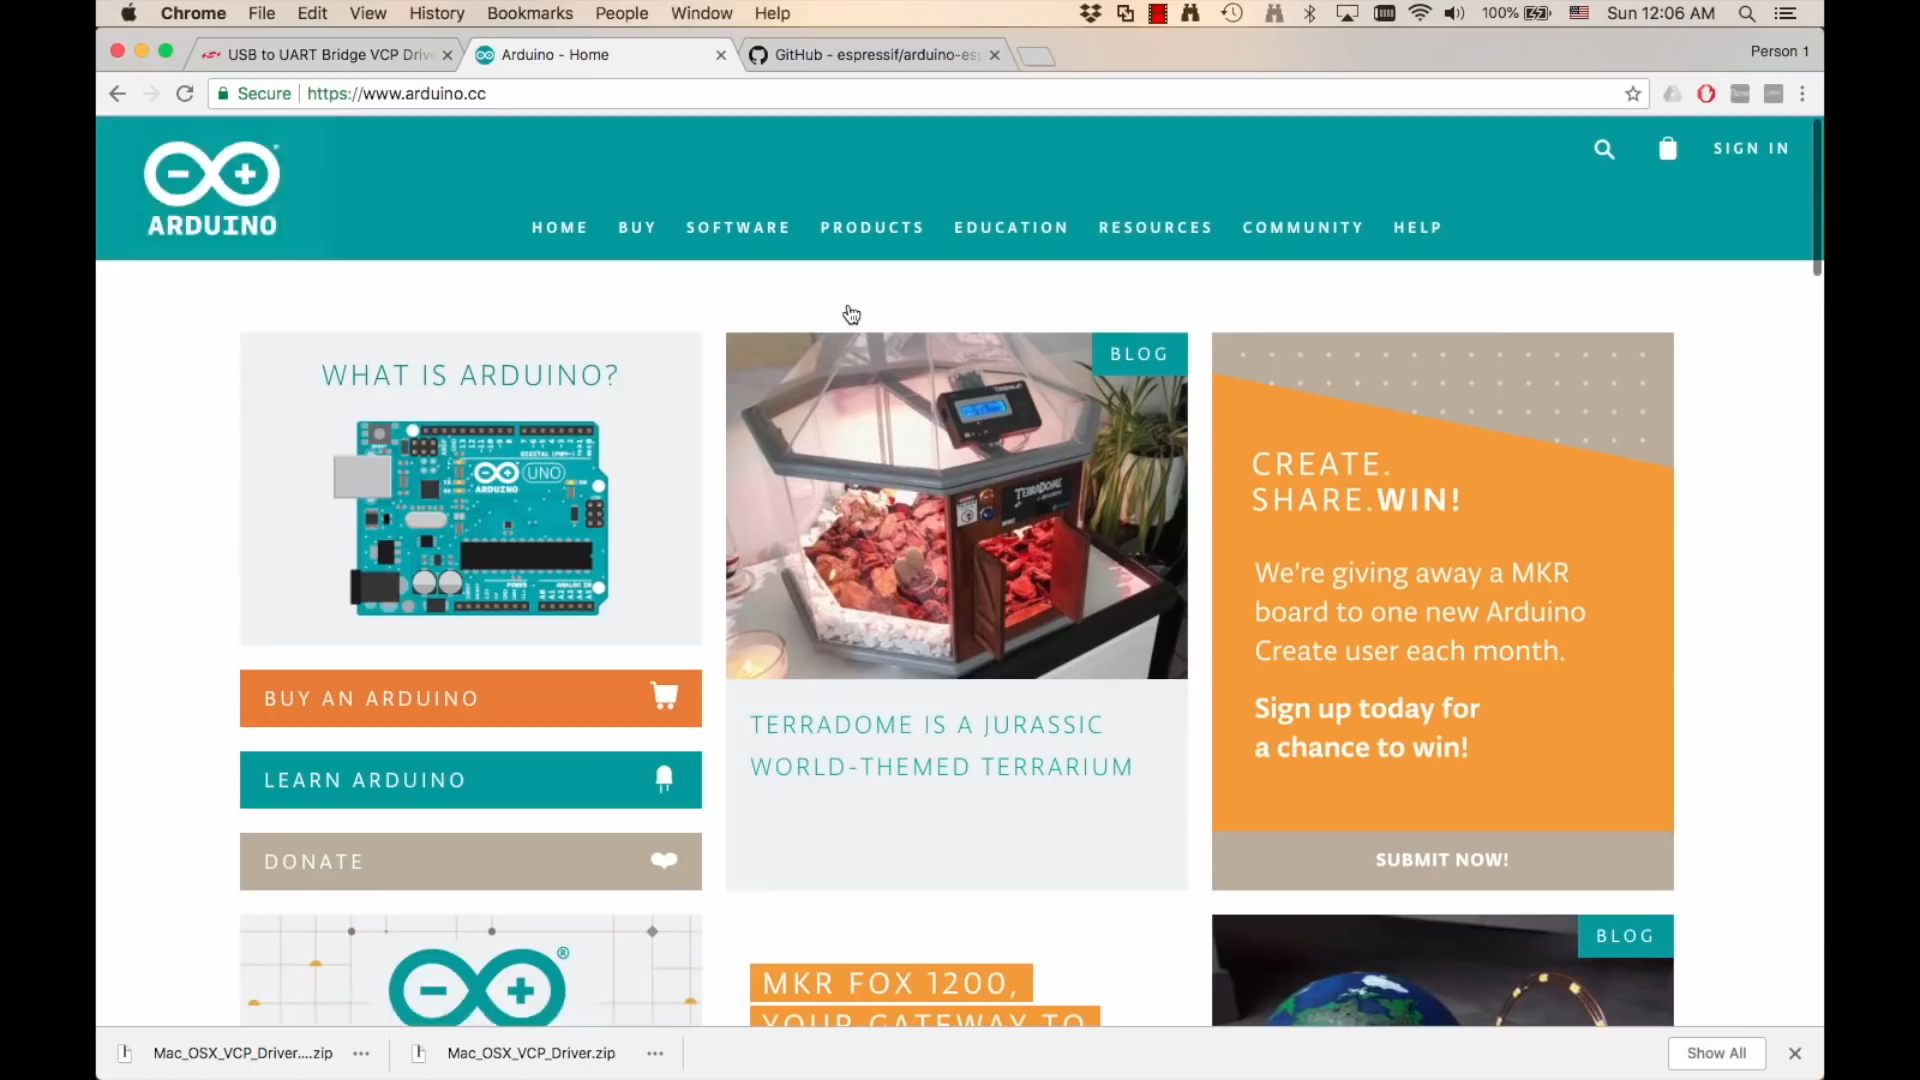 Chrome File Edit View History Bookmarks People Window Help 100% Sun 12:06 AM
USB to UART Bridge VCP Driv Arduino - Home GitHub - espressif/arduino-es Person 1
Secure https://www.arduino.cc
SIGN IN
ARDUINO
HOME BUY SOFTWARE PRODUCTS EDUCATION RESOURCES COMMUNITY HELP
WHAT IS ARDUINO?
ARDUINO UNO
BUY AN ARDUINO
LEARN ARDUINO
DONATE
BLOG
TERRADOME
TERRADOME IS A JURASSIC
WORLD-THEMED TERRARIUM
CREATE.
SHARE.WIN!
We're giving away a MKR
board to one new Arduino
Create user each month.
Sign up today for
a chance to win!
SUBMIT NOW!
MKR FOX 1200,
YOUR GATEWAY TO
BLOG
Mac_OSX_VCP_Driver....zip Mac_OSX_VCP_Driver.zip Show All